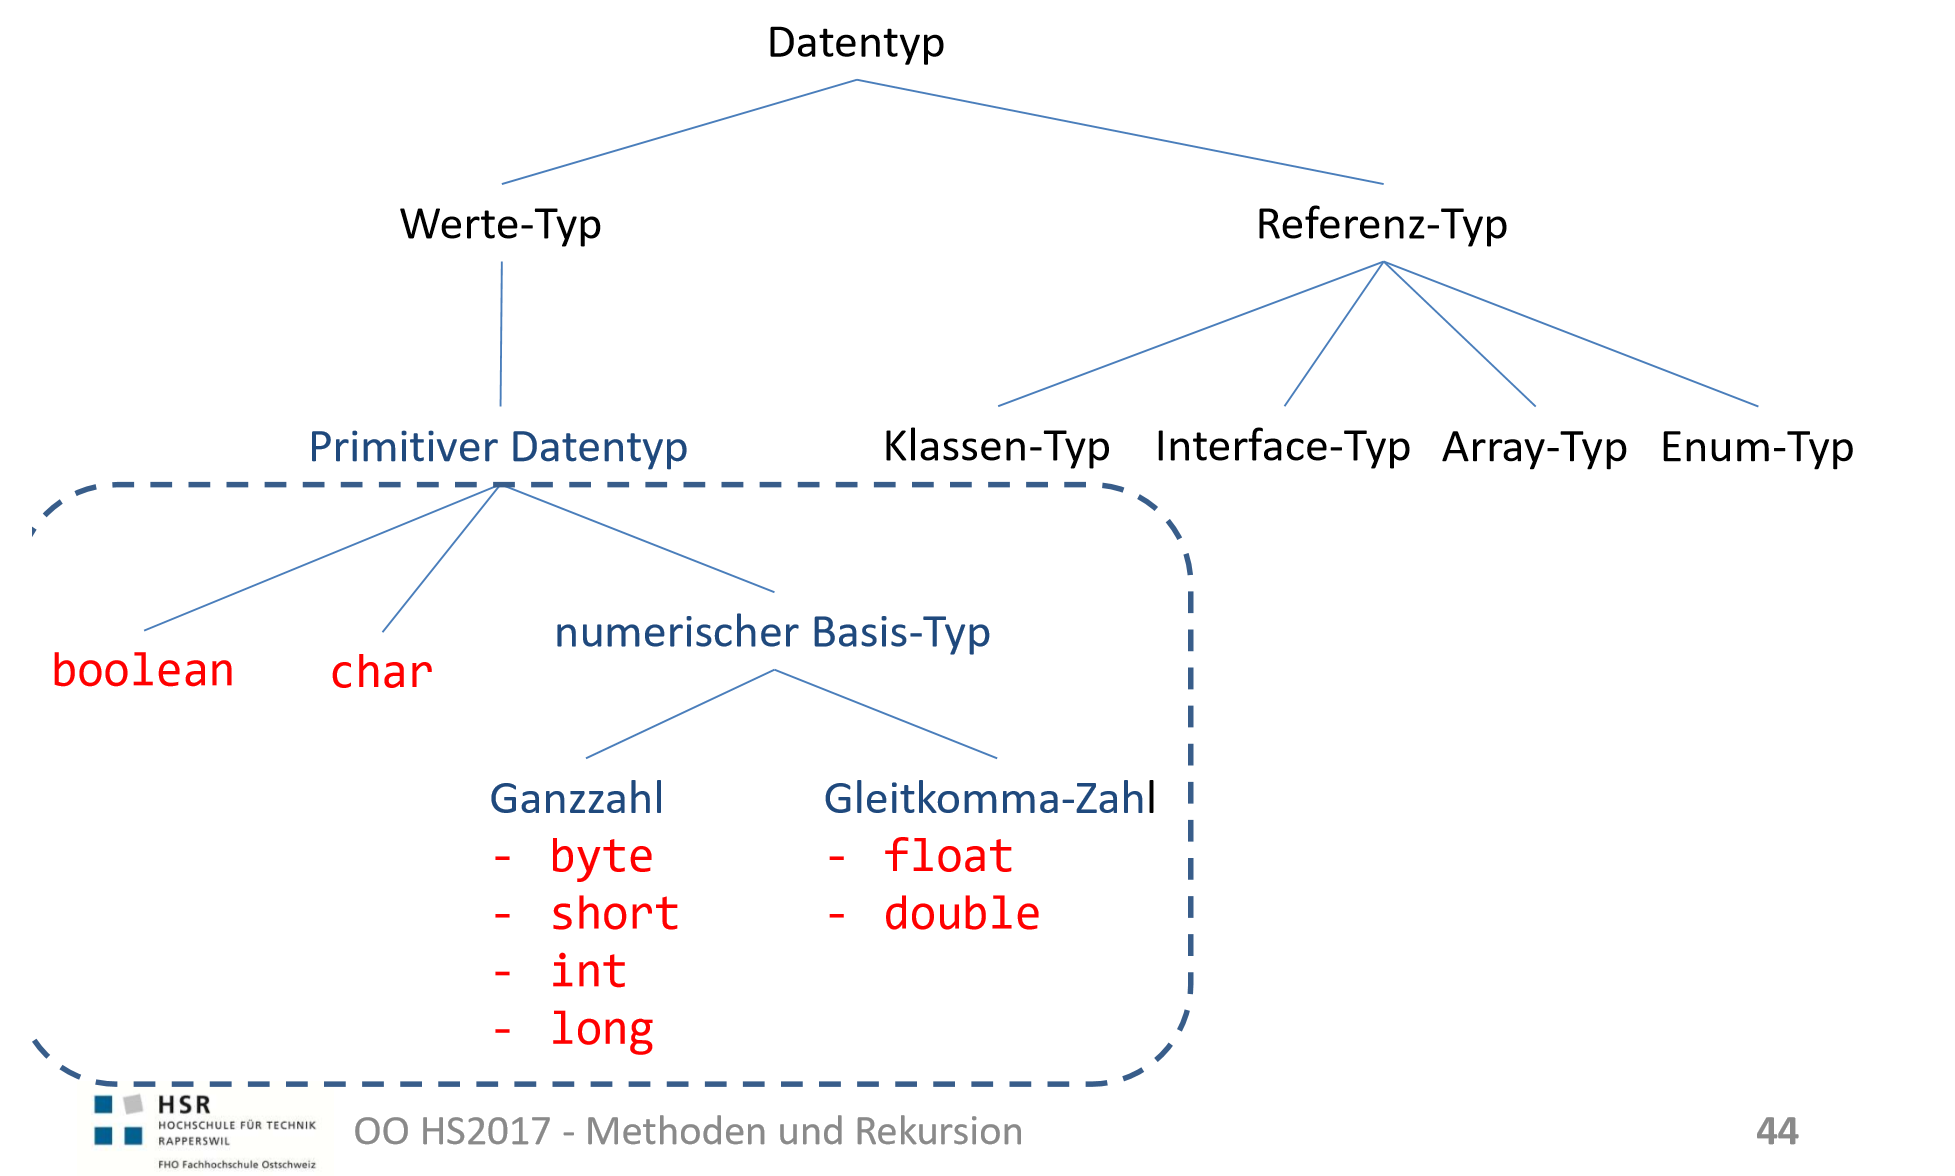 Datentyp
Werte-Typ
Referenz-Typ
Primitiver Datentyp
Klassen-Typ
Interface-Typ
Array-Typ
Enum-Typ
boolean
char
numerischer Basis-Typ
Ganzzahl
- byte
- short
- int
- long
Gleitkomma-Zahl
- float
- double
HSR
HOCHSCHULE FÜR TECHNIK
RAPPERSWIL
FHO Fachhochschule Ostschweiz
OO HS2017 - Methoden und Rekursion
44